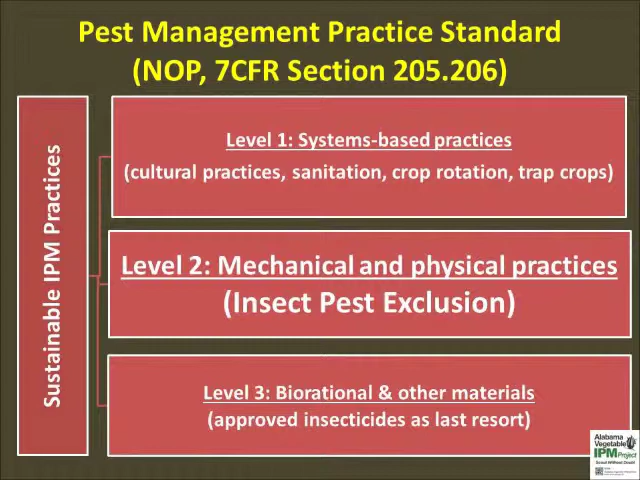 Pest Management Practice Standard
(NOP, 7CFR Section 205.206)
Sustainable IPM Practices
Level 1: Systems-based practices
(cultural practices, sanitation, crop rotation, trap crops)
Level 2: Mechanical and physical practices
(Insect Pest Exclusion)
Level 3: Biorational & other materials
(approved insecticides as last resort)
Alabama
Vegetable
IPM Project